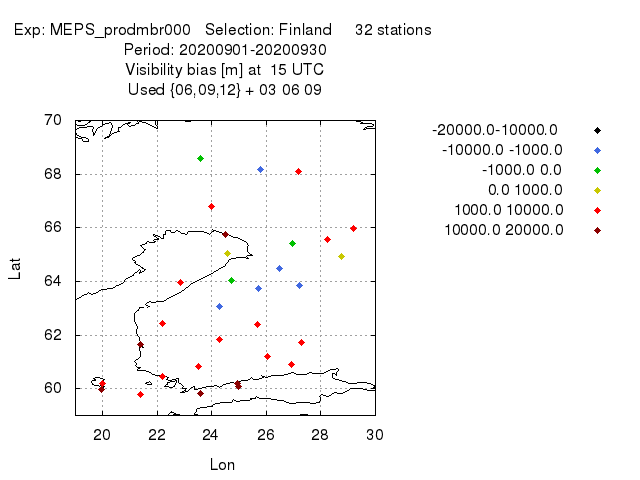 Exp: MEPS_prodmbr000 Selection: Finland 32 stations
Period: 20200901-20200930
Visibility bias [m] at 15 UTC
Used {06,09,12} + 03 06 09
-20000.0-10000.0
-10000.0 -1000.0
-1000.0 0.0
0.0 1000.0
1000.0 10000.0
10000.0 20000.0
70
68
66
64
62
60
Lat
20 22 24 26 28 30
Lon